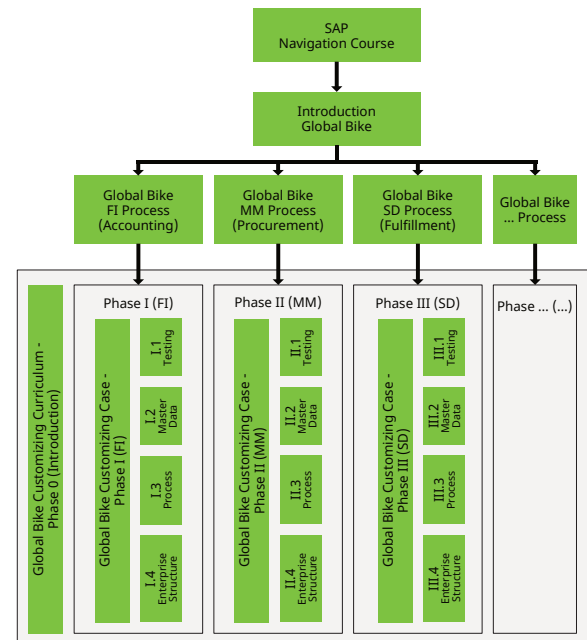 SAP
Navigation Course
Introduction
Global Bike
Global Bike
FI Process
(Accounting)
Global Bike
MM Process
(Procurement)
Global Bike
SD Process
(Fulfillment)
Global Bike
... Process
Global Bike Customizing Curriculum -
Phase 0 (Introduction)
Phase I (FI)
Global Bike Customizing Case -
Phase I (FI)
I.1
Testing
I.2
Master
Data
I.3
Process
I.4
Enterprise
Structure
Phase II (MM)
Global Bike Customizing Case -
Phase II (MM)
II.1
Testing
II.2
Master
Data
II.3
Process
II.4
Enterprise
Structure
Phase III (SD)
Global Bike Customizing Case -
Phase III (SD)
III.1
Testing
III.2
Master
Data
III.3
Process
III.4
Enterprise
Structure
Phase ... (...)